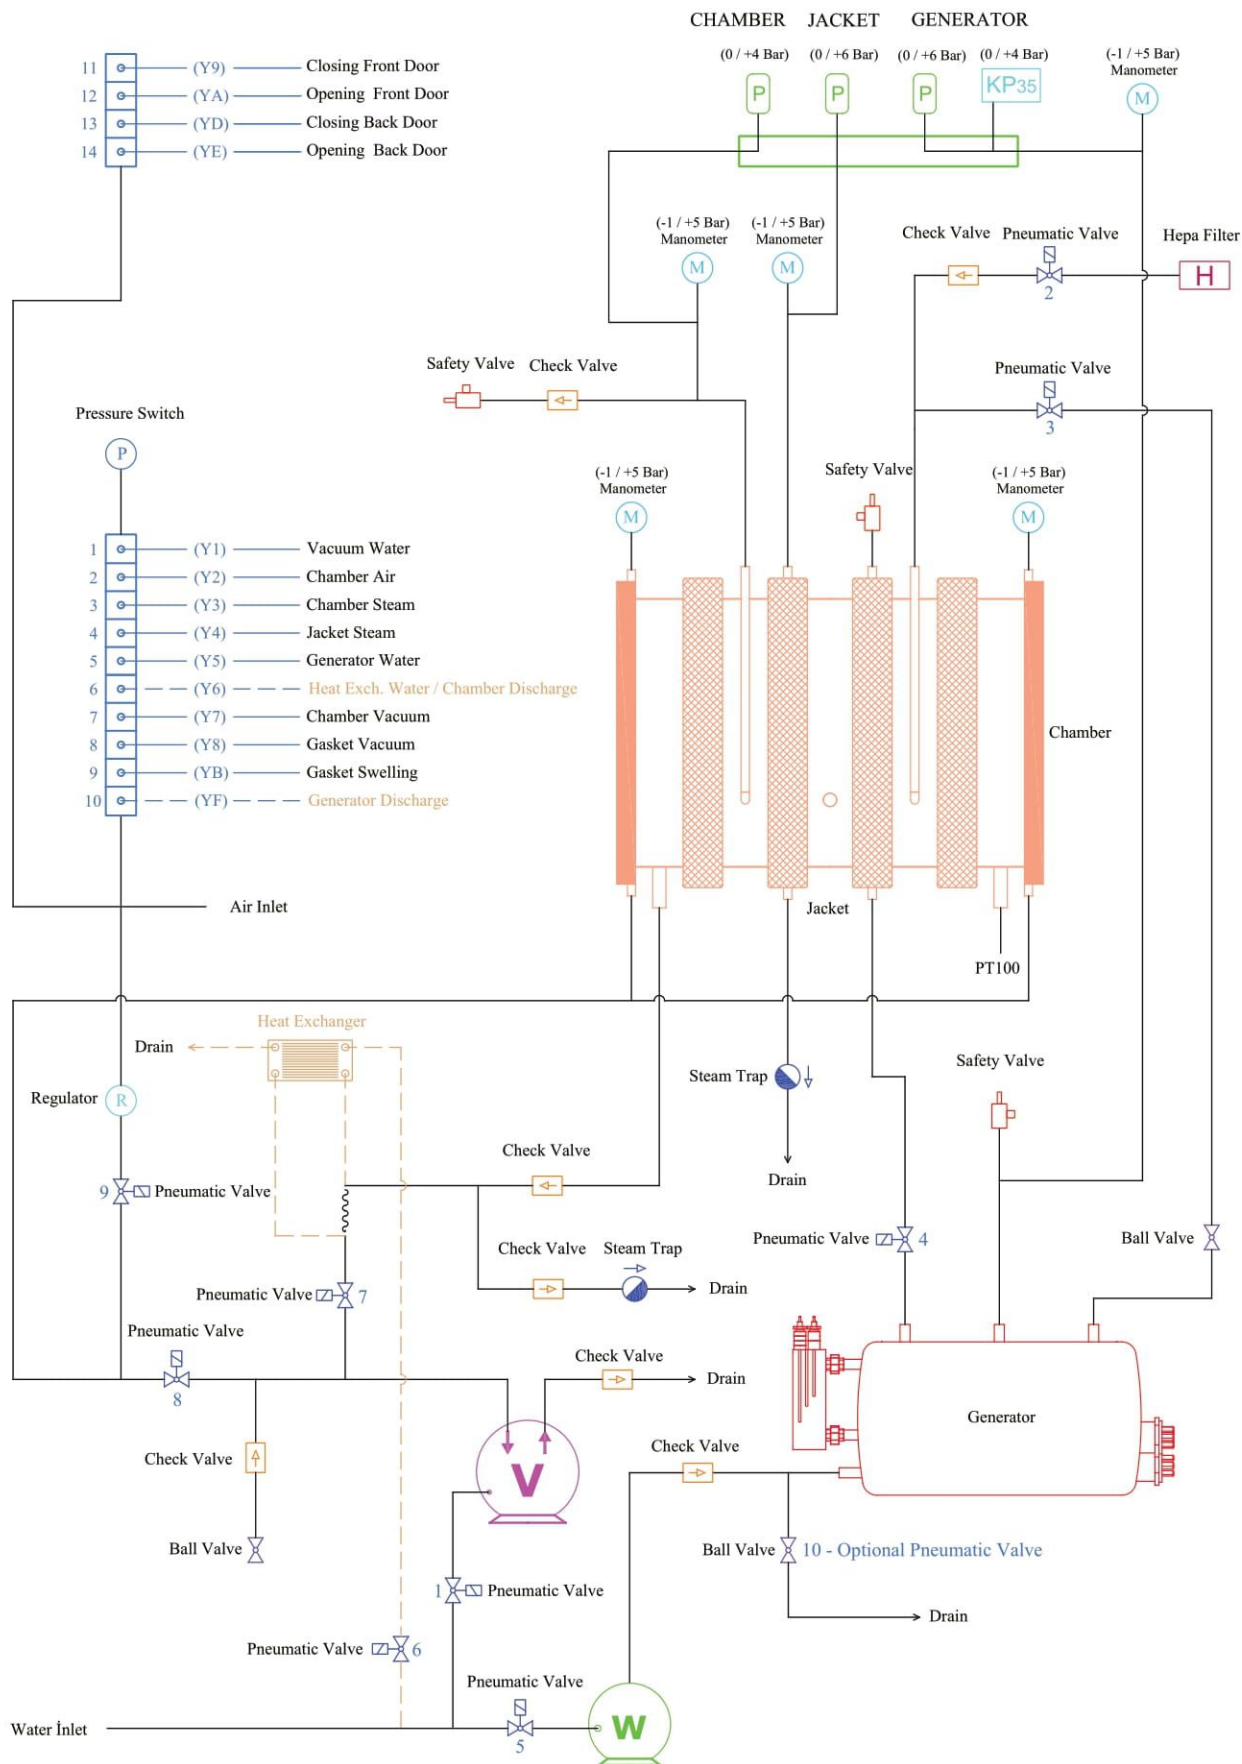 CHAMBER JACKET GENERATOR
(0 / +4 Bar) (0 / +6 Bar) (0 / +6 Bar) (0 / +4 Bar) (-1 / +5 Bar)
Manometer
P P P KP35 M
11 (Y9) Closing Front Door
12 (YA) Opening Front Door
13 (YD) Closing Back Door
14 (YE) Opening Back Door
(-1 / +5 Bar) (-1 / +5 Bar)
Manometer Manometer
M M
Check Valve Pneumatic Valve Hepa Filter
H
2
Safety Valve Check Valve
Pneumatic Valve
3
Pressure Switch
P
(-1 / +5 Bar)
Manometer
M
Safety Valve
(-1 / +5 Bar)
Manometer
M
1 (Y1) Vacuum Water
2 (Y2) Chamber Air
3 (Y3) Chamber Steam
4 (Y4) Jacket Steam
5 (Y5) Generator Water
6 (Y6) Heat Exch. Water / Chamber Discharge
7 (Y7) Chamber Vacuum
8 (Y8) Gasket Vacuum
9 (YB) Gasket Swelling
10 (YF) Generator Discharge
Chamber
Air Inlet
Jacket
PT100
Heat Exchanger
Drain
Regulator R
Steam Trap
Drain
Safety Valve
Check Valve
9 Pneumatic Valve
Check Valve Steam Trap
Drain
Pneumatic Valve 4
Ball Valve
Pneumatic Valve 7
Pneumatic Valve
8
Check Valve
Drain
Generator
Check Valve
V
Check Valve
Ball Valve
Ball Valve 10 - Optional Pneumatic Valve
1 Pneumatic Valve
Drain
Pneumatic Valve 6
Pneumatic Valve
5
Water İnlet
W